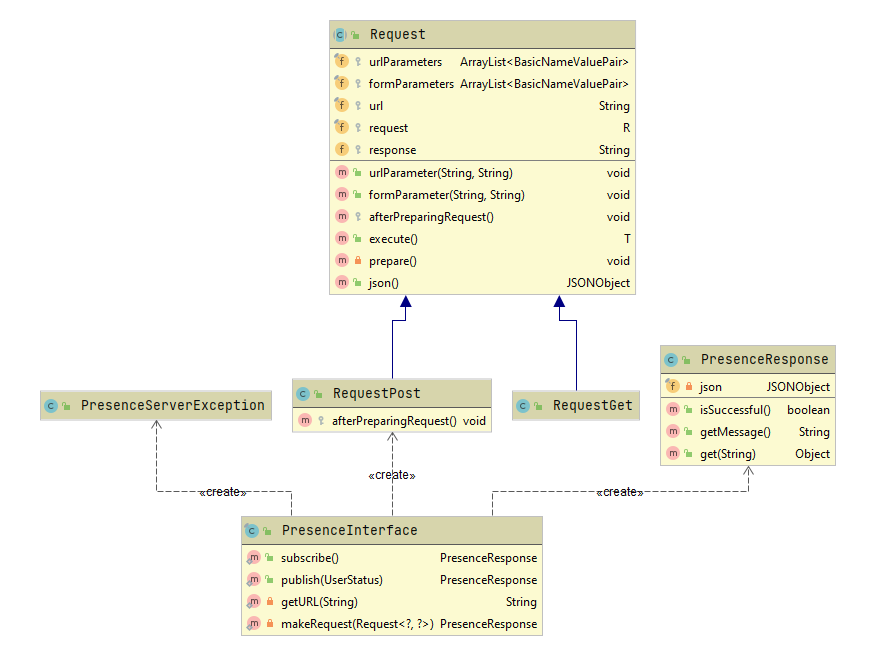 Request
urlParameters ArrayList<BasicNameValuePair>
formParameters ArrayList<BasicNameValuePair>
url String
request R
response String
urlParameter(String, String) void
formParameter(String, String) void
afterPreparingRequest() void
execute() T
prepare() void
json() JSONObject
PresenceResponse
json JSONObject
isSuccessful() boolean
getMessage() String
get(String) Object
PresenceServerException
RequestPost
afterPreparingRequest() void
RequestGet
«create»
«create»
«create»
PresenceInterface
subscribe() PresenceResponse
publish(UserStatus) PresenceResponse
getURL(String) String
makeRequest(Request<?, ?>) PresenceResponse